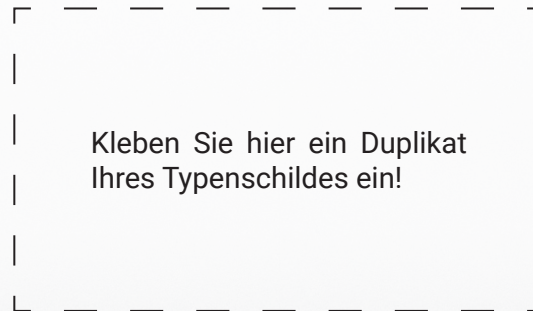 Kleben Sie hier ein Duplikat
Ihres Typenschildes ein!